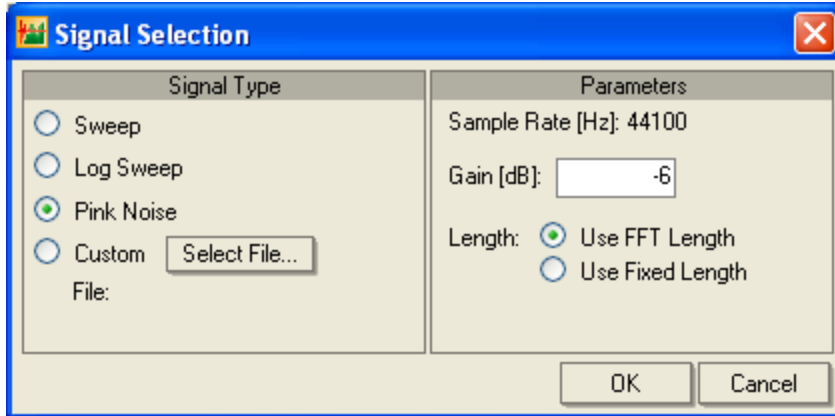 Signal Selection
Signal Type
Sweep
Log Sweep
Pink Noise
Custom Select File...
File:
Parameters
Sample Rate [Hz]: 44100
Gain [dB]: -6
Length: Use FFT Length
Use Fixed Length
OK Cancel